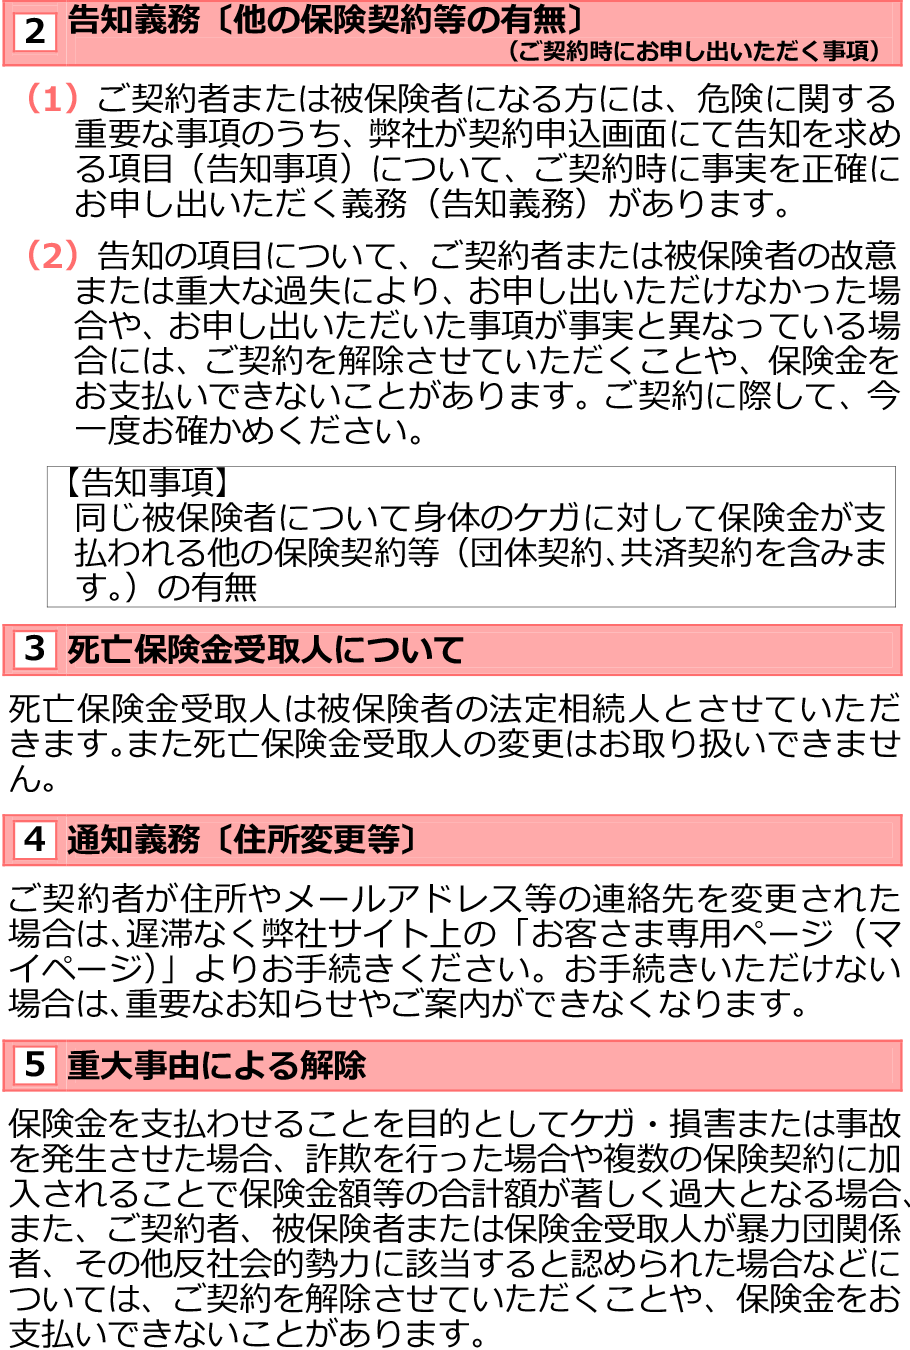 2 告知義務〔他の保険契約等の有無〕
（ご契約時にお申し出いただく事項）
（1）ご契約者または被保険者になる方には、危険に関する
重要な事項のうち、弊社が契約申込画面にて告知を求め
る項目（告知事項）について、ご契約時に事実を正確に
お申し出いただく義務（告知義務）があります。
（2）告知の項目について、ご契約者または被保険者の故意
または重大な過失により、お申し出いただけなかった場
合や、お申し出いただいた事項が事実と異なっている場
合には、ご契約を解除させていただくことや、保険金を
お支払いできないことがあります。ご契約に際して、今
一度お確かめください。
【告知事項】
同じ被保険者について身体のケガに対して保険金が支
払われる他の保険契約等（団体契約、共済契約を含みま
す。）の有無
3 死亡保険金受取人について
死亡保険金受取人は被保険者の法定相続人とさせていただ
きます。また死亡保険金受取人の変更はお取り扱いできませ
ん。
4 通知義務〔住所変更等〕
ご契約者が住所やメールアドレス等の連絡先を変更された
場合は、遅滞なく弊社サイト上の「お客さま専用ページ（マ
イページ）」よりお手続きください。お手続きいただけない
場合は、重要なお知らせやご案内ができなくなります。
5 重大事由による解除
保険金を支払わせることを目的としてケガ・損害または事故
を発生させた場合、詐欺を行った場合や複数の保険契約に加
入されることで保険金額等の合計額が著しく過大となる場合、
また、ご契約者、被保険者または保険金受取人が暴力団関係
者、その他反社会的勢力に該当すると認められた場合などに
ついては、ご契約を解除させていただくことや、保険金をお
支払いできないことがあります。